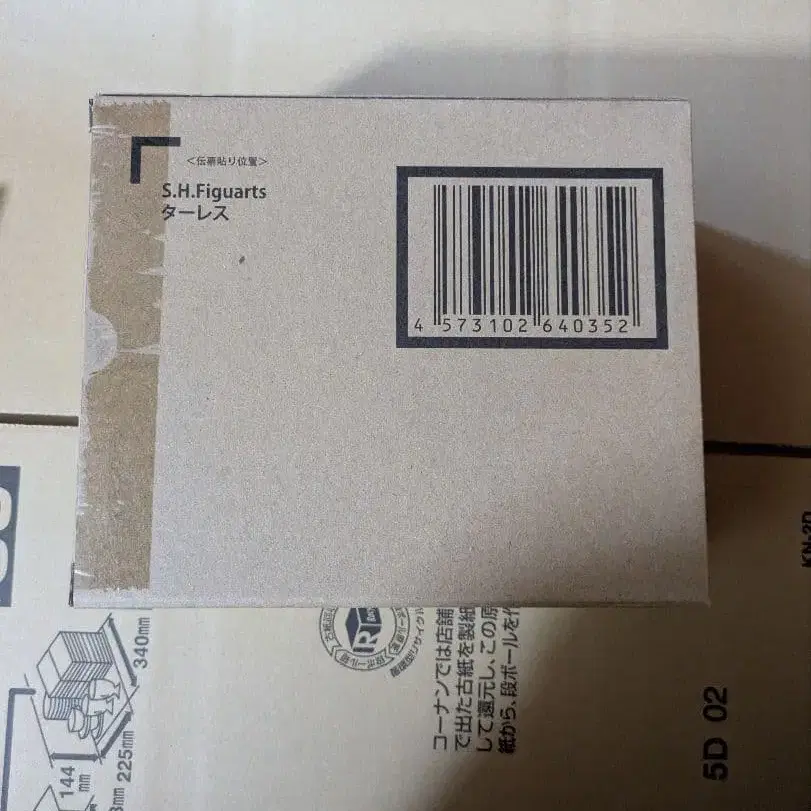 <伝票貼り位置>
S.H.Figuarts
ターレス
4 573102 640352
340mm
225mm
144
mm
コーナンでは店舗
で出た古紙を製紙
して還元し、この原
紙から、段ボールを作
5D 02